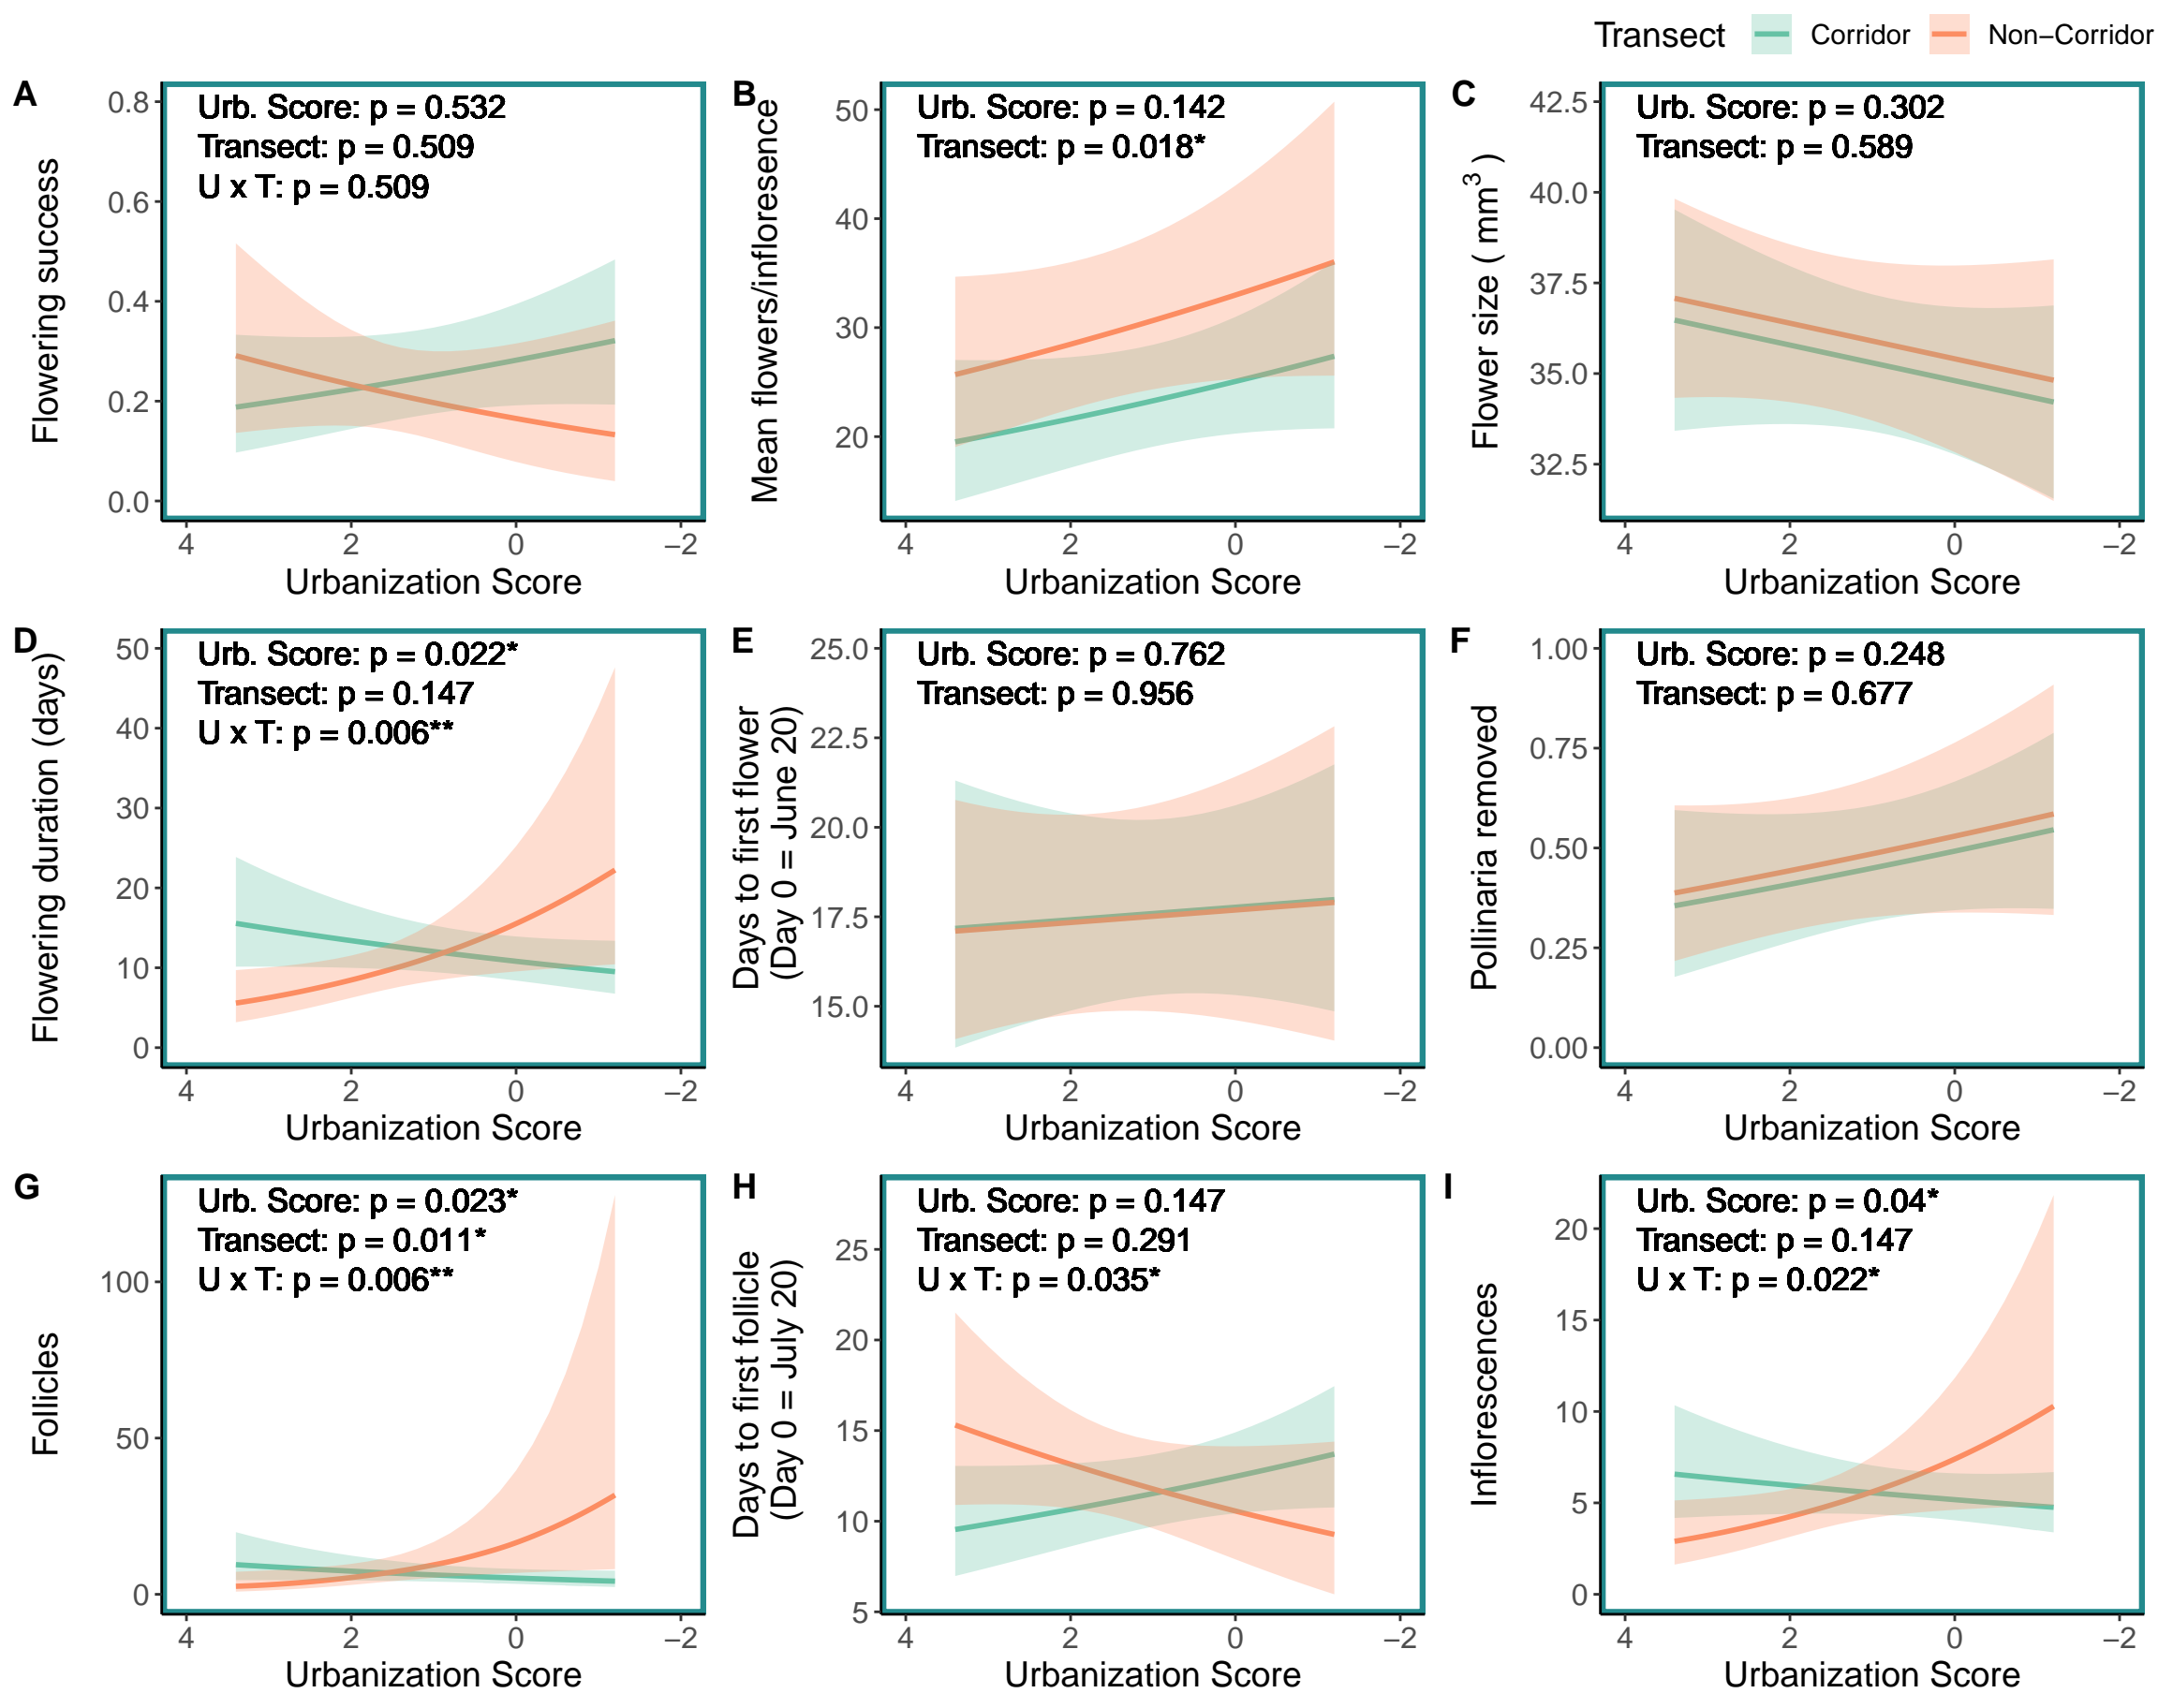 Transect Corridor Non−Corridor
A
Urb. Score: p = 0.532
Transect: p = 0.509
U x T: p = 0.509
Flowering success
0.8
0.6
0.4
0.2
0.0
4 2 0 −2
Urbanization Score
B
Urb. Score: p = 0.142
Transect: p = 0.018*
Mean flowers/infloresence
50
40
30
20
4 2 0 −2
Urbanization Score
C
Urb. Score: p = 0.302
Transect: p = 0.589
Flower size ( mm³ )
42.5
40.0
37.5
35.0
32.5
4 2 0 −2
Urbanization Score
D
Urb. Score: p = 0.022*
Transect: p = 0.147
U x T: p = 0.006**
Flowering duration (days)
50
40
30
20
10
0
4 2 0 −2
Urbanization Score
E
Urb. Score: p = 0.762
Transect: p = 0.956
Days to first flower
(Day 0 = June 20)
25.0
22.5
20.0
17.5
15.0
4 2 0 −2
Urbanization Score
F
Urb. Score: p = 0.248
Transect: p = 0.677
Pollinaria removed
1.00
0.75
0.50
0.25
0.00
4 2 0 −2
Urbanization Score
G
Urb. Score: p = 0.023*
Transect: p = 0.011*
U x T: p = 0.006**
Follicles
100
50
0
4 2 0 −2
Urbanization Score
H
Urb. Score: p = 0.147
Transect: p = 0.291
U x T: p = 0.035*
Days to first follicle
(Day 0 = July 20)
25
20
15
10
5
4 2 0 −2
Urbanization Score
I
Urb. Score: p = 0.04*
Transect: p = 0.147
U x T: p = 0.022*
Inflorescences
20
15
10
5
0
4 2 0 −2
Urbanization Score